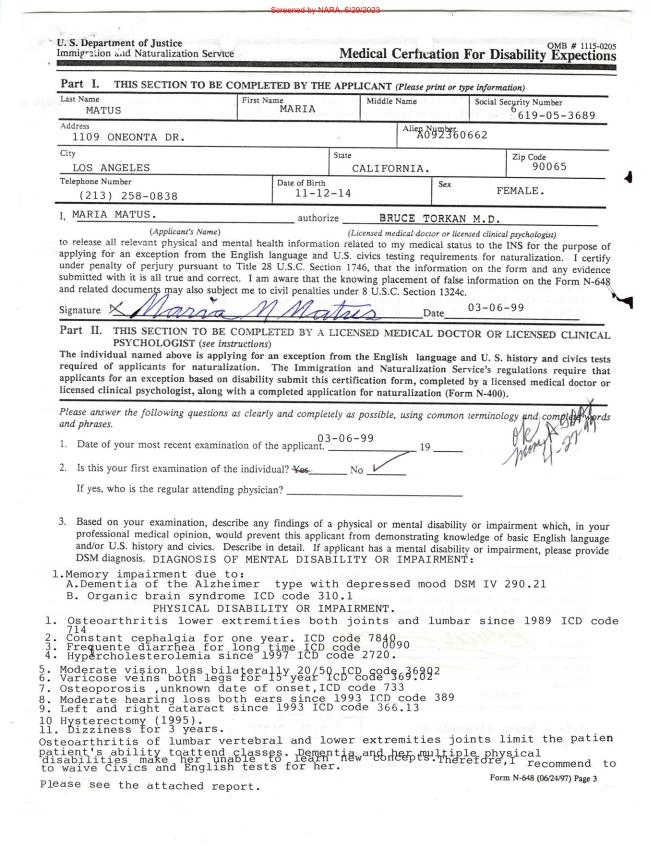 Screened by NARA, 6/29/2023
U. S. Department of Justice
Immigration and Naturalization Service
OMB # 1115-0205
Medical Cerfication For Disability Expections
Part I. THIS SECTION TO BE COMPLETED BY THE APPLICANT (Please print or type information)
Last Name First Name Middle Name Social Security Number
MATUS MARIA 619-05-3689
Address Alien Number
1109 ONEONTA DR. A092360662
City State Zip Code
LOS ANGELES CALIFORNIA. 90065
Telephone Number Date of Birth Sex
(213) 258-0838 11-12-14 FEMALE.
I, MARIA MATUS. authorize BRUCE TORKAN M.D.
(Applicant's Name) (Licensed medical doctor or licensed clinical psychologist)
to release all relevant physical and mental health information related to my medical status to the INS for the purpose of
applying for an exception from the English language and U.S. civics testing requirements for naturalization. I certify
under penalty of perjury pursuant to Title 28 U.S.C. Section 1746, that the information on the form and any evidence
submitted with it is all true and correct. I am aware that the knowing placement of false information on the Form N-648
and related documents may also subject me to civil penalties under 8 U.S.C. Section 1324c.
Signature X Maria M Matus Date 03-06-99
Part II. THIS SECTION TO BE COMPLETED BY A LICENSED MEDICAL DOCTOR OR LICENSED CLINICAL
PSYCHOLOGIST (see instructions)
The individual named above is applying for an exception from the English language and U. S. history and civics tests
required of applicants for naturalization. The Immigration and Naturalization Service's regulations require that
applicants for an exception based on disability submit this certification form, completed by a licensed medical doctor or
licensed clinical psychologist, along with a completed application for naturalization (Form N-400).
Please answer the following questions as clearly and completely as possible, using common terminology and complete words
and phrases.
ok
4-27-99
1. Date of your most recent examination of the applicant. 03-06-99 19
2. Is this your first examination of the individual? Yes No ✓
If yes, who is the regular attending physician?
3. Based on your examination, describe any findings of a physical or mental disability or impairment which, in your
professional medical opinion, would prevent this applicant from demonstrating knowledge of basic English language
and/or U.S. history and civics. Describe in detail. If applicant has a mental disability or impairment, please provide
DSM diagnosis. DIAGNOSIS OF MENTAL DISABILITY OR IMPAIRMENT:
1.Memory impairment due to:
A.Dementia of the Alzheimer type with depressed mood DSM IV 290.21
B. Organic brain syndrome ICD code 310.1
PHYSICAL DISABILITY OR IMPAIRMENT.
1. Osteoarthritis lower extremities both joints and lumbar since 1989 ICD code
714
2. Constant cephalgia for one year. ICD code 7840
3. Frequente diarrhea for long time ICD code 0090
4. Hypercholesterolemia since 1997 ICD code 2720.
5. Moderate vision loss bilaterally 20/50 ICD code 36902
6. Varicose veins both legs for 15 year ICD code 369.02
7. Osteoporosis ,unknown date of onset,ICD code 733
8. Moderate hearing loss both ears since 1993 ICD code 389
9. Left and right cataract since 1993 ICD code 366.13
10 Hysterectomy (1995).
11. Dizziness for 3 years.
Osteoarthritis of lumbar vertebral and lower extremities joints limit the patien
patient's ability toattend classes. Dementia and her multiple physical
disabilities make her unable to learn new concepts.Therefore,I recommend to
to waive Civics and English tests for her.
Form N-648 (06/24/97) Page 3
Please see the attached report.